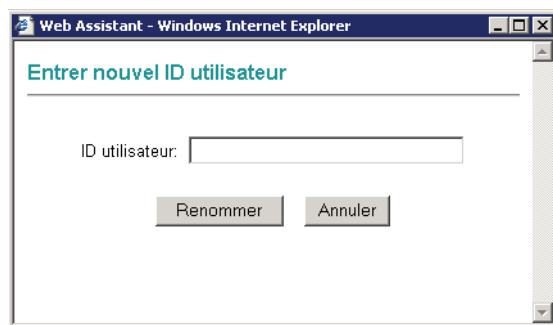 Web Assistant - Windows Internet Explorer
Entrer nouvel ID utilisateur
ID utilisateur:
Renommer Annuler